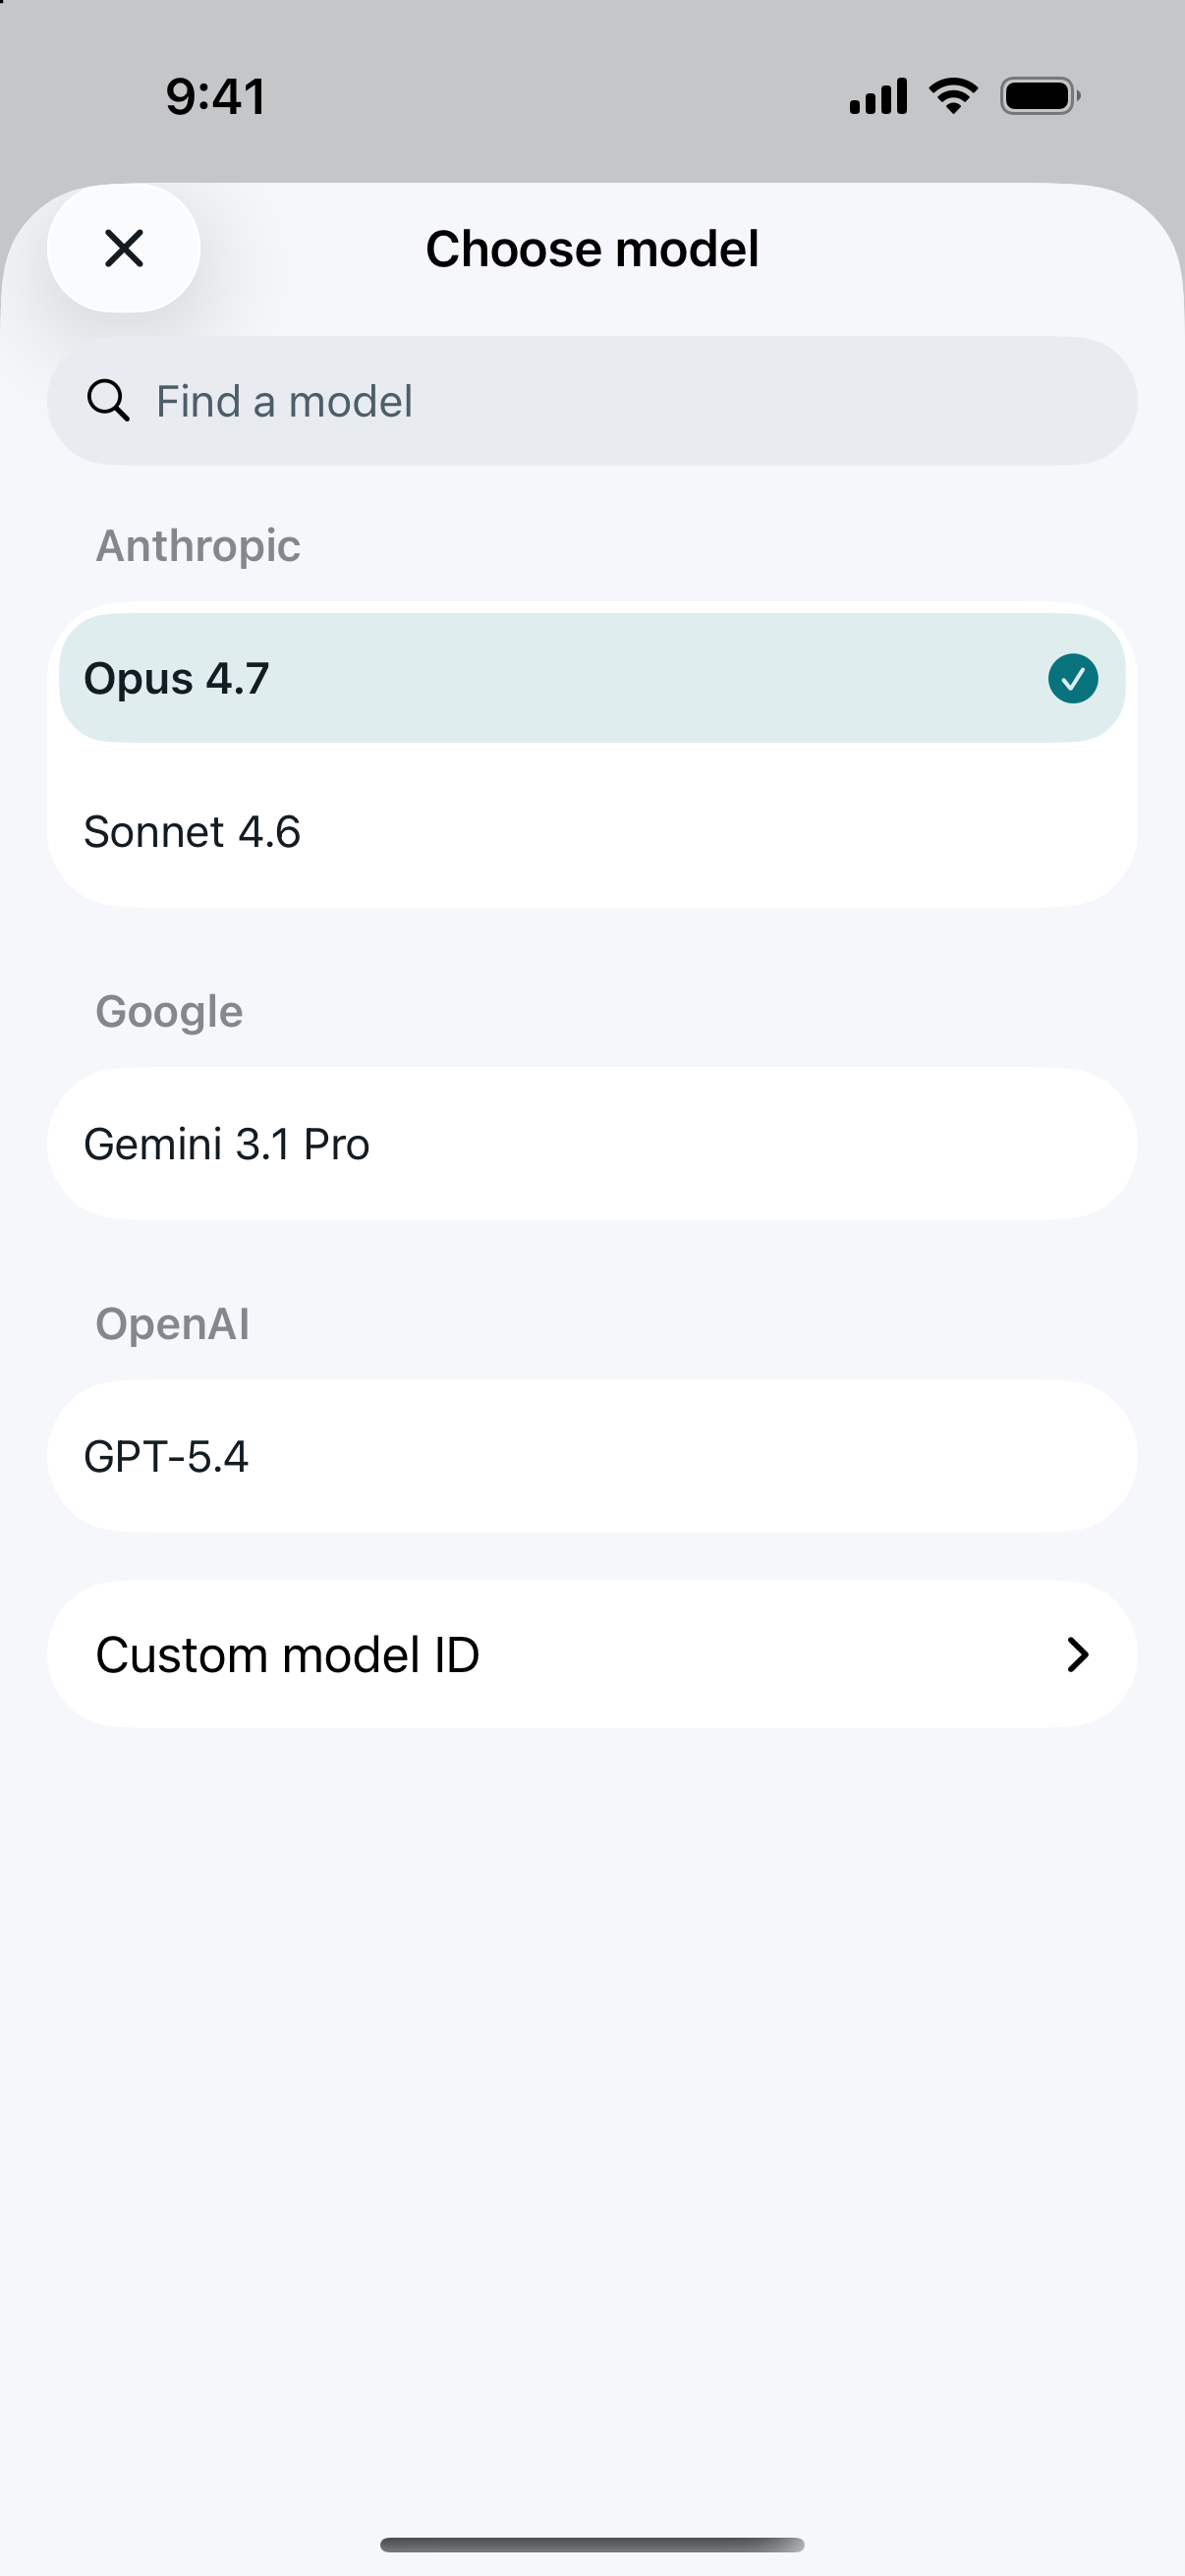 9:41
Choose model
Find a model
Anthropic
Opus 4.7
Sonnet 4.6
Google
Gemini 3.1 Pro
OpenAI
GPT-5.4
Custom model ID